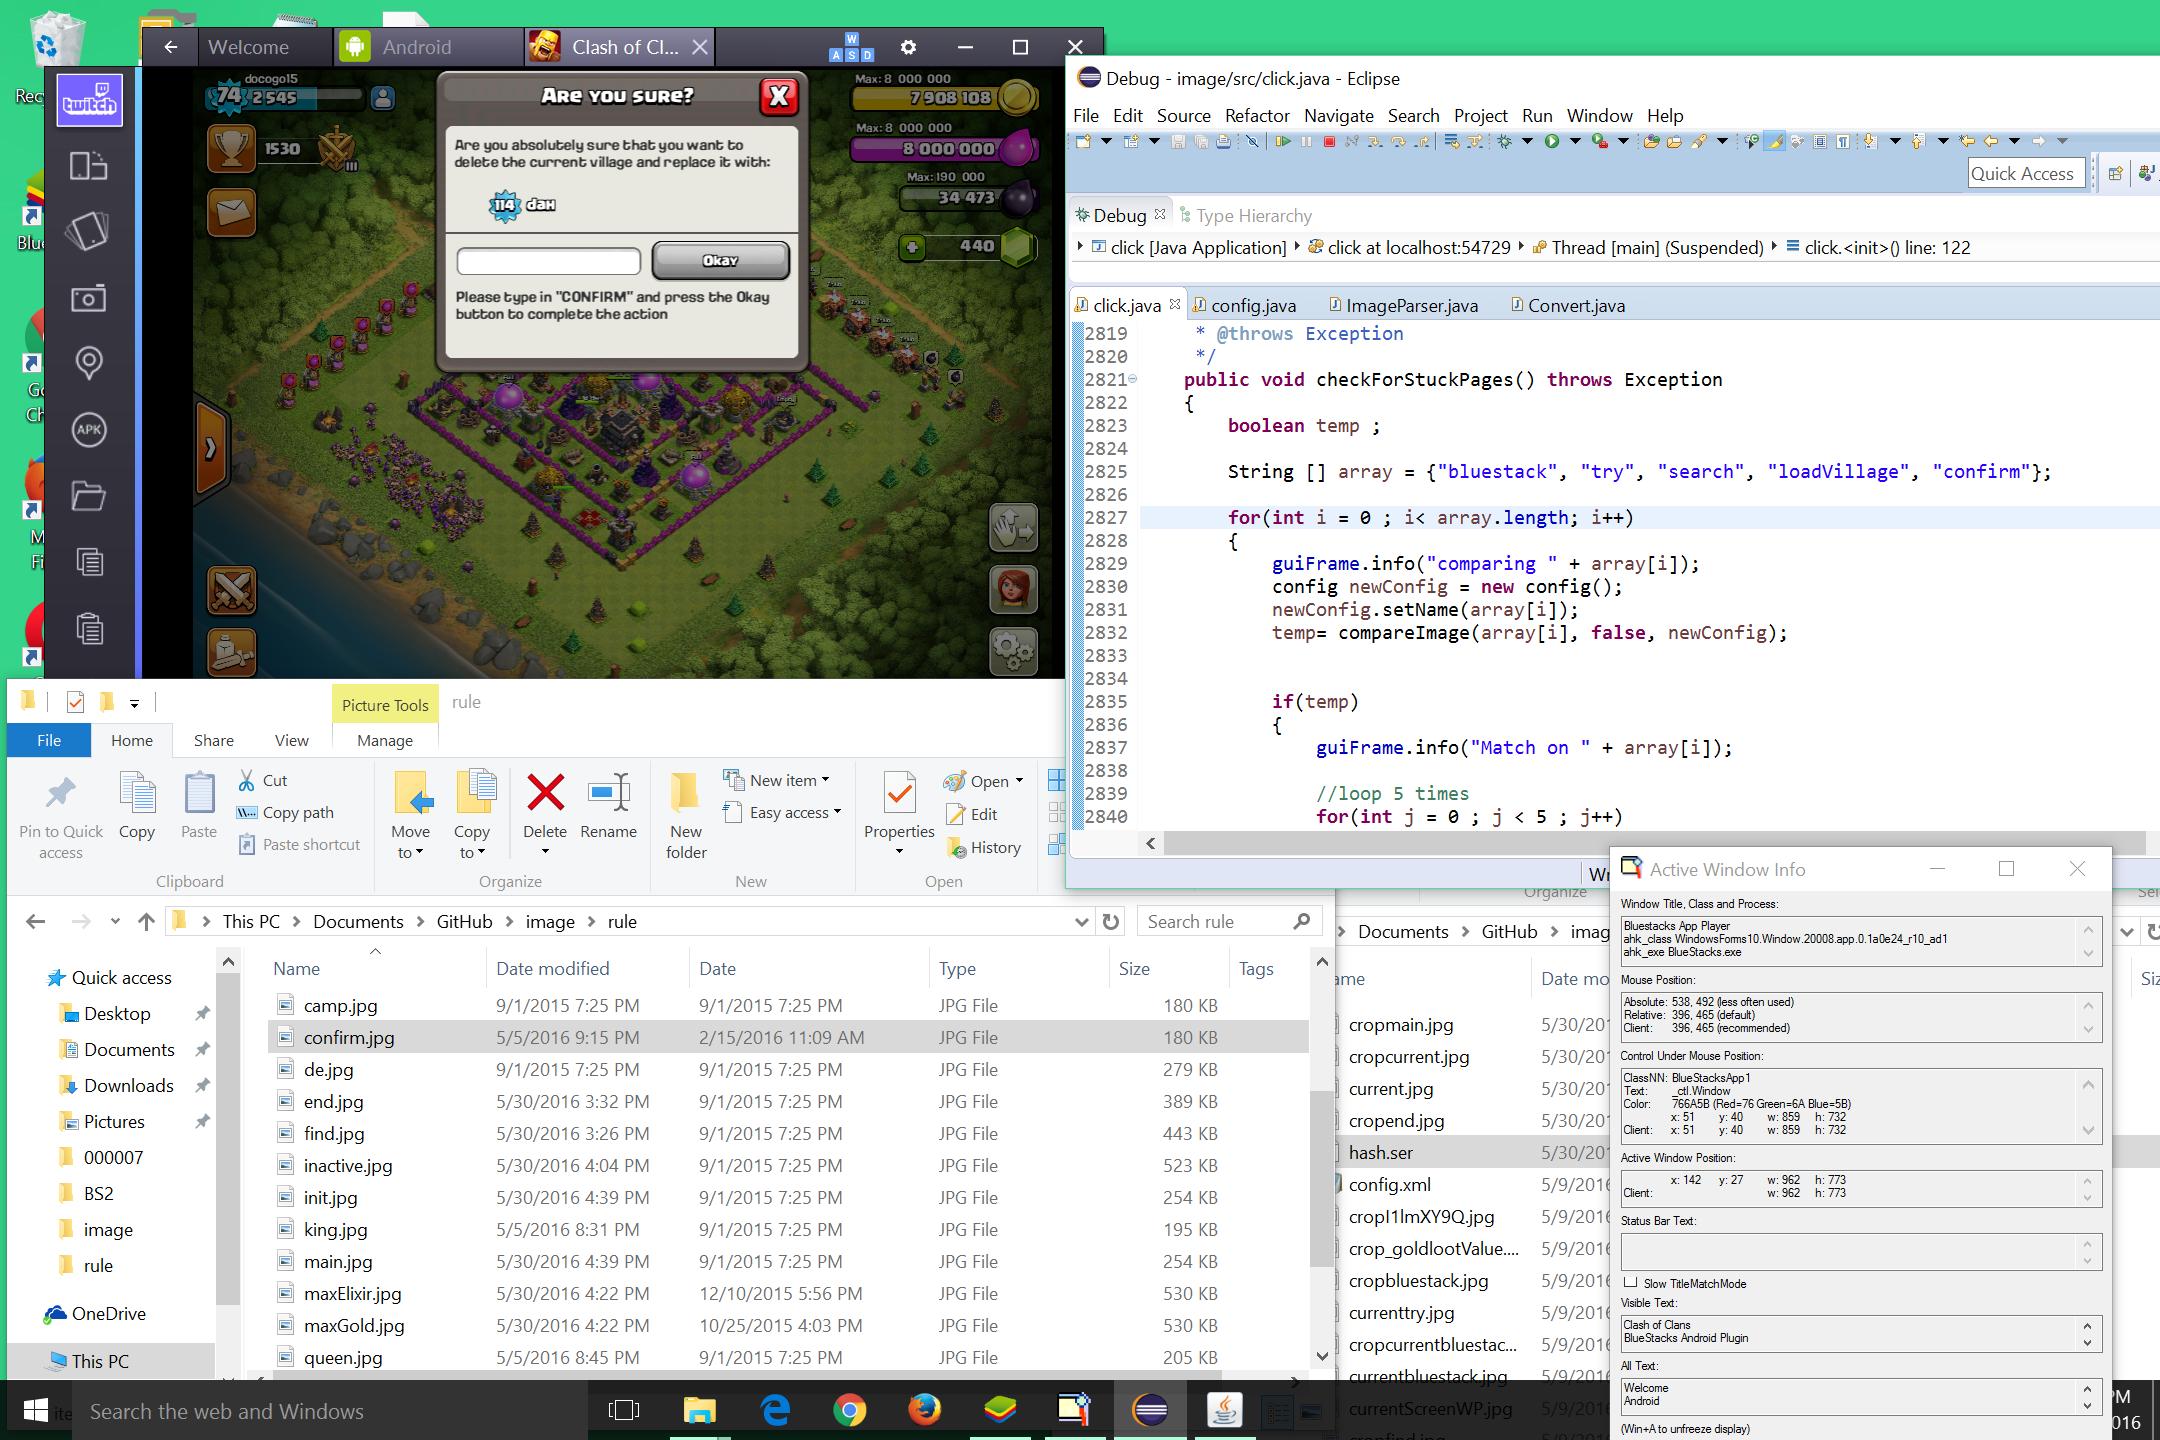 Welcome
Android
Clash of Cl...
W
A S D
twitch
APK
docogo15
74 2 545
1530
III
Are you sure?
X
Are you absolutely sure that you want to
delete the current village and replace it with:
114 dax
Okay
Please type in "CONFIRM" and press the Okay
button to complete the action
Max: 8 000 000
7 908 108
Max: 8 000 000
8 000 000
Max: 190 000
34 473
440
Debug - image/src/click.java - Eclipse
File Edit Source Refactor Navigate Search Project Run Window Help
Quick Access
Debug Type Hierarchy
click [Java Application] click at localhost:54729 Thread [main] (Suspended) click.<init>() line: 122
click.java config.java ImageParser.java Convert.java
2819 * @throws Exception
2820 */
2821 public void checkForStuckPages() throws Exception
2822 {
2823 boolean temp ;
2824
2825 String [] array = {"bluestack", "try", "search", "loadVillage", "confirm"};
2826
2827 for(int i = 0 ; i< array.length; i++)
2828 {
2829 guiFrame.info("comparing " + array[i]);
2830 config newConfig = new config();
2831 newConfig.setName(array[i]);
2832 temp= compareImage(array[i], false, newConfig);
2833
2834
2835 if(temp)
2836 {
2837 guiFrame.info("Match on " + array[i]);
2838
2839 //loop 5 times
2840 for(int j = 0 ; j < 5 ; j++)
Picture Tools rule
File Home Share View Manage
Pin to Quick
access
Copy
Paste
Cut
Copy path
Paste shortcut
Clipboard
Move
to
Copy
to
Delete
Rename
Organize
New
folder
New item
Easy access
New
Properties
Open
Edit
History
Open
This PC > Documents > GitHub > image > rule
Search rule
Quick access
Desktop
Documents
Downloads
Pictures
000007
BS2
image
rule
OneDrive
This PC
Name Date modified Date Type Size Tags
camp.jpg 9/1/2015 7:25 PM 9/1/2015 7:25 PM JPG File 180 KB
confirm.jpg 5/5/2016 9:15 PM 2/15/2016 11:09 AM JPG File 180 KB
de.jpg 9/1/2015 7:25 PM 9/1/2015 7:25 PM JPG File 279 KB
end.jpg 5/30/2016 3:32 PM 9/1/2015 7:25 PM JPG File 389 KB
find.jpg 5/30/2016 3:26 PM 9/1/2015 7:25 PM JPG File 443 KB
inactive.jpg 5/30/2016 4:04 PM 9/1/2015 7:25 PM JPG File 523 KB
init.jpg 5/30/2016 4:39 PM 9/1/2015 7:25 PM JPG File 254 KB
king.jpg 5/5/2016 8:31 PM 9/1/2015 7:25 PM JPG File 195 KB
main.jpg 5/30/2016 4:39 PM 9/1/2015 7:25 PM JPG File 254 KB
maxElixir.jpg 5/30/2016 4:22 PM 12/10/2015 5:56 PM JPG File 530 KB
maxGold.jpg 5/30/2016 4:22 PM 10/25/2015 4:03 PM JPG File 530 KB
queen.jpg 5/5/2016 8:45 PM 9/1/2015 7:25 PM JPG File 205 KB
Organize
Documents > GitHub > imag
ame Date mo Siz
cropmain.jpg 5/30/201
cropcurrent.jpg 5/30/201
current.jpg 5/30/201
cropend.jpg 5/30/201
hash.ser 5/30/201
config.xml 5/9/2016
cropI1lmXY9Q.jpg 5/9/2016
crop_goldlootValue.... 5/9/2016
cropbluestack.jpg 5/9/2016
currenttry.jpg 5/9/2016
cropcurrentbluestac... 5/9/2016
currentbluestack.jpg 5/9/2016
currentScreenWP.jpg 5/9/2016
cropfind.jpg
Active Window Info
Window Title, Class and Process:
Bluestacks App Player
ahk_class WindowsForms10.Window.20008.app.0.1a0e24_r10_ad1
ahk_exe BlueStacks.exe
Mouse Position:
Absolute: 538, 492 (less often used)
Relative: 396, 465 (default)
Client: 396, 465 (recommended)
Control Under Mouse Position:
ClassNN: BlueStacksApp1
Text: _ctl.Window
Color: 766A5B (Red=76 Green=6A Blue=5B)
x: 51 y: 40 w: 859 h: 732
Client: x: 51 y: 40 w: 859 h: 732
Active Window Position:
x: 142 y: 27 w: 962 h: 773
Client: w: 962 h: 773
Status Bar Text:
Slow TitleMatchMode
Visible Text:
Clash of Clans
BlueStacks Android Plugin
All Text:
Welcome
Android
(Win+A to unfreeze display)
Search the web and Windows